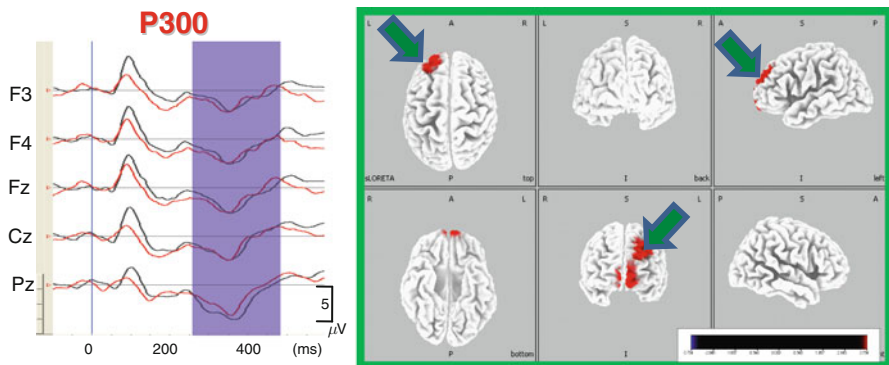 P300
F3
F4
Fz
Cz
Pz
5
μV
0 200 400 (ms)
L A R
sLORETA P top
S
I back
A S P
I left
R A L
P bottom
R S L
I
P S A